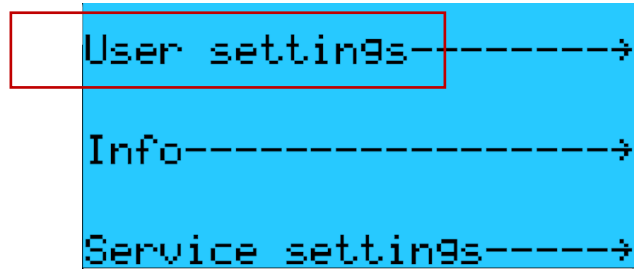 User settings--------→
Info-----------------→
Service settings-----→